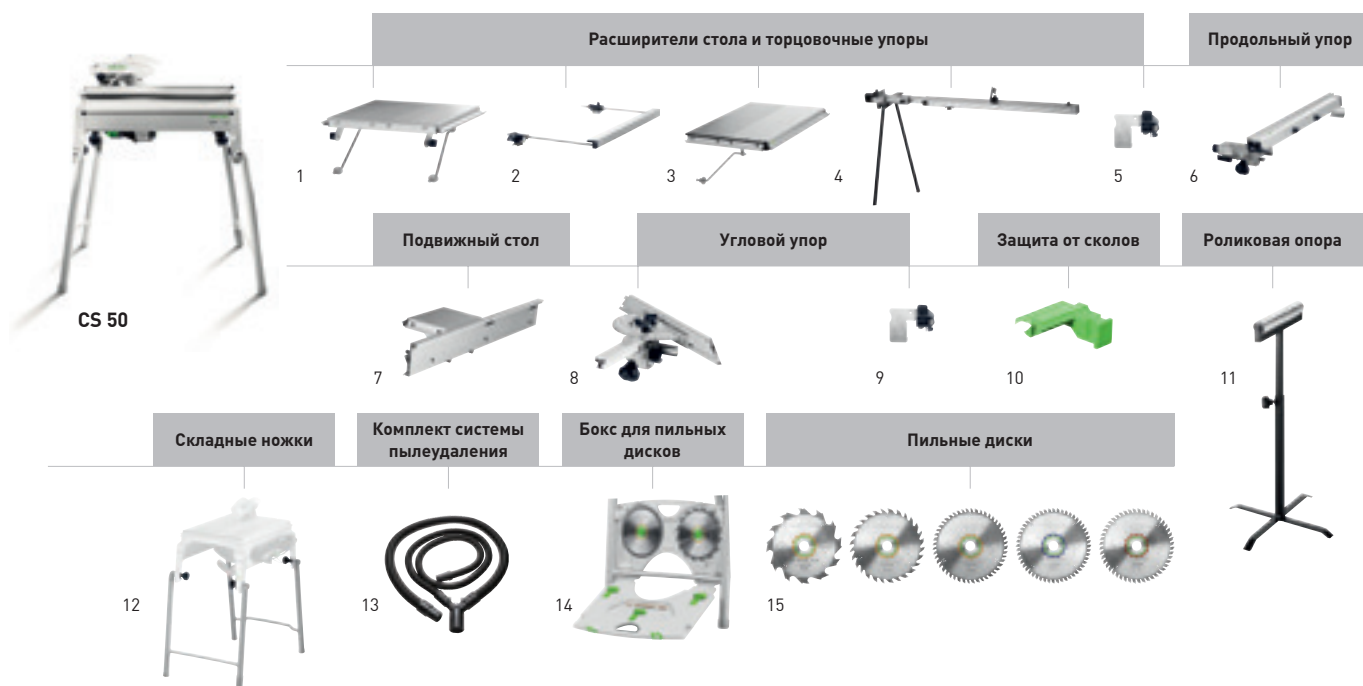 Расширители стола и торцовочные упоры
Продольный упор
1
2
3
4
5
6
Подвижный стол
Угловой упор
Защита от сколов
Роликовая опора
CS 50
7
8
9
10
11
Складные ножки
Комплект системы
пылеудаления
Бокс для пильных
дисков
Пильные диски
12
13
14
15